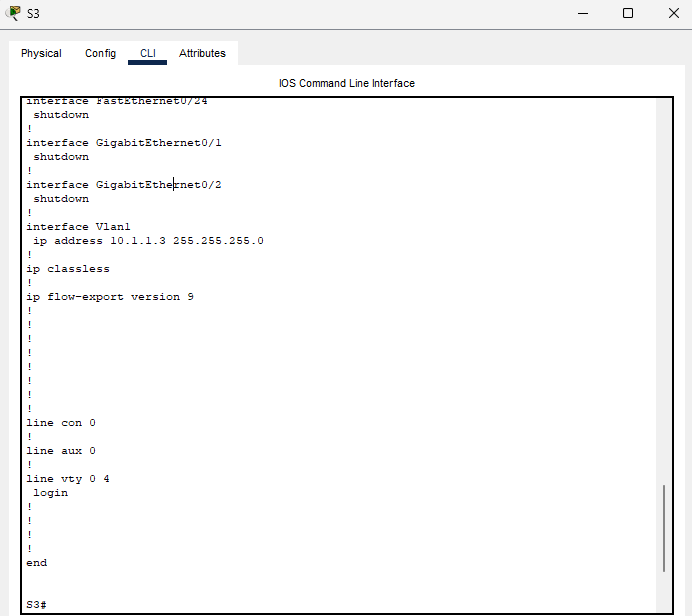 S3
Physical Config CLI Attributes
IOS Command Line Interface
interface FastEthernet0/24
 shutdown
!
interface GigabitEthernet0/1
 shutdown
!
interface GigabitEthernet0/2
 shutdown
!
interface Vlan1
 ip address 10.1.1.3 255.255.255.0
!
ip classless
!
ip flow-export version 9
!
!
!
!
!
!
!
!
line con 0
!
line aux 0
!
line vty 0 4
 login
!
!
!
!
end
S3#